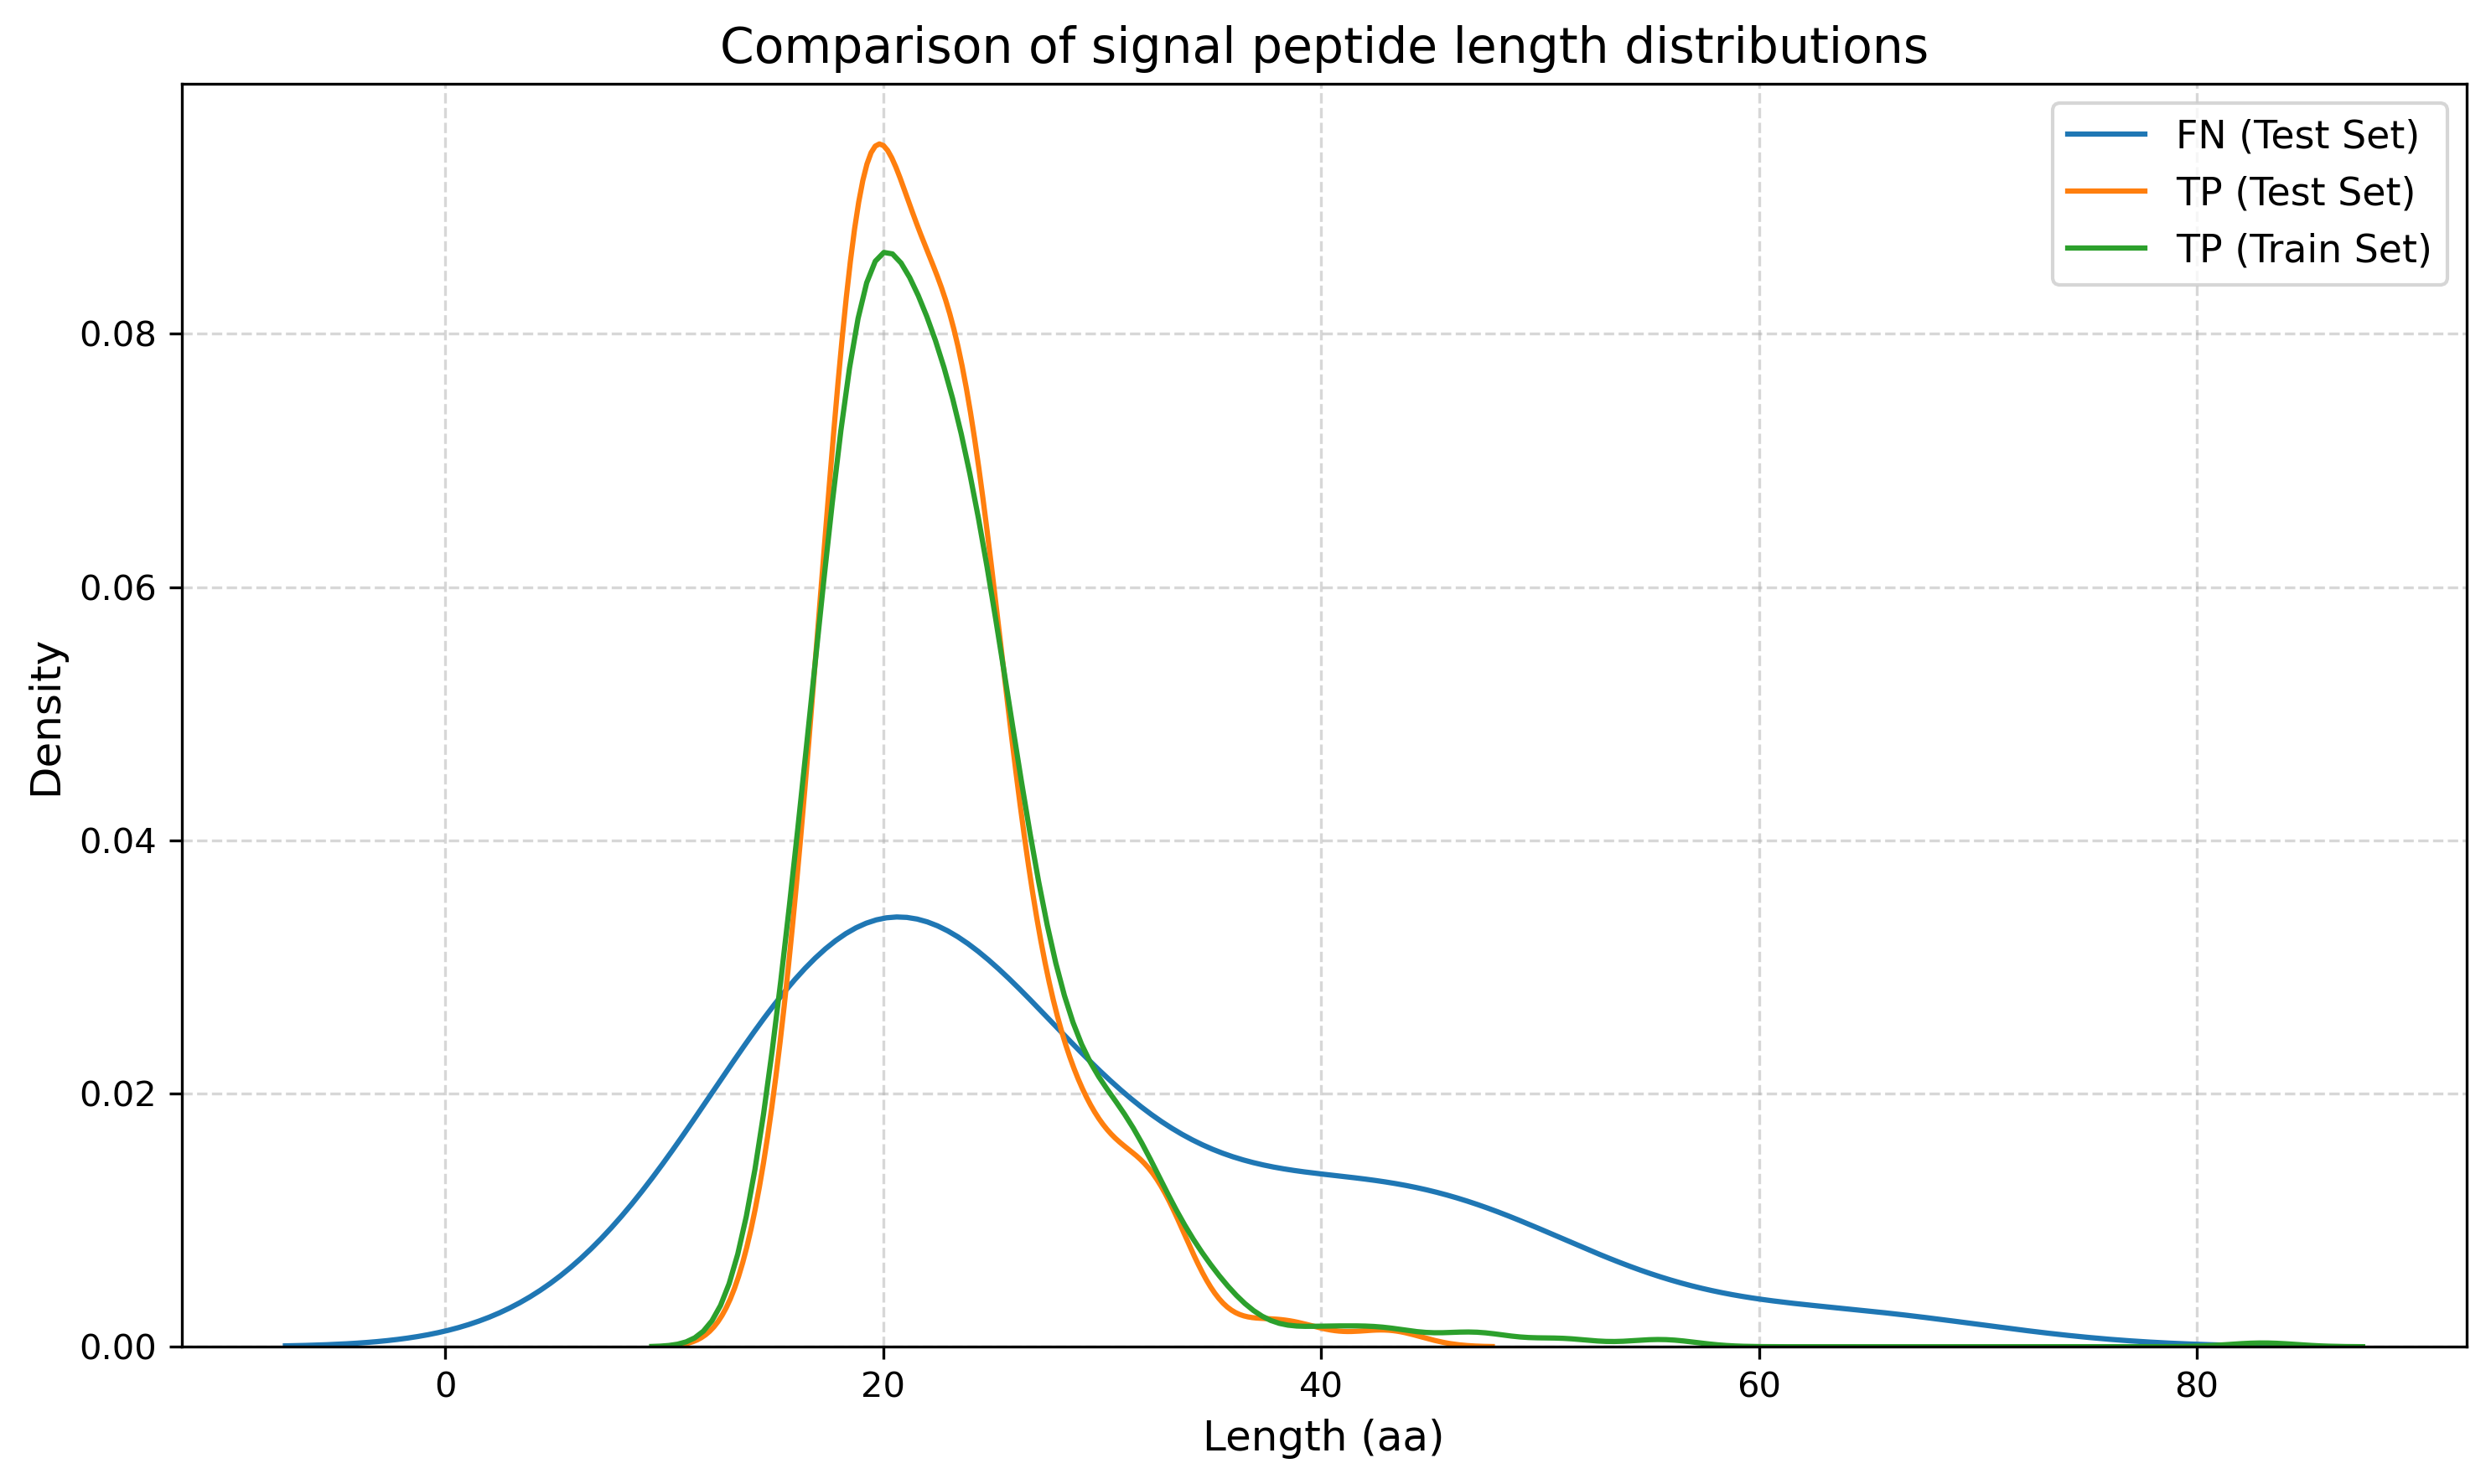 Comparison of signal peptide length distributions
FN (Test Set)
TP (Test Set)
TP (Train Set)
Density
0.08
0.06
0.04
0.02
0.00
0 20 40 60 80
Length (aa)